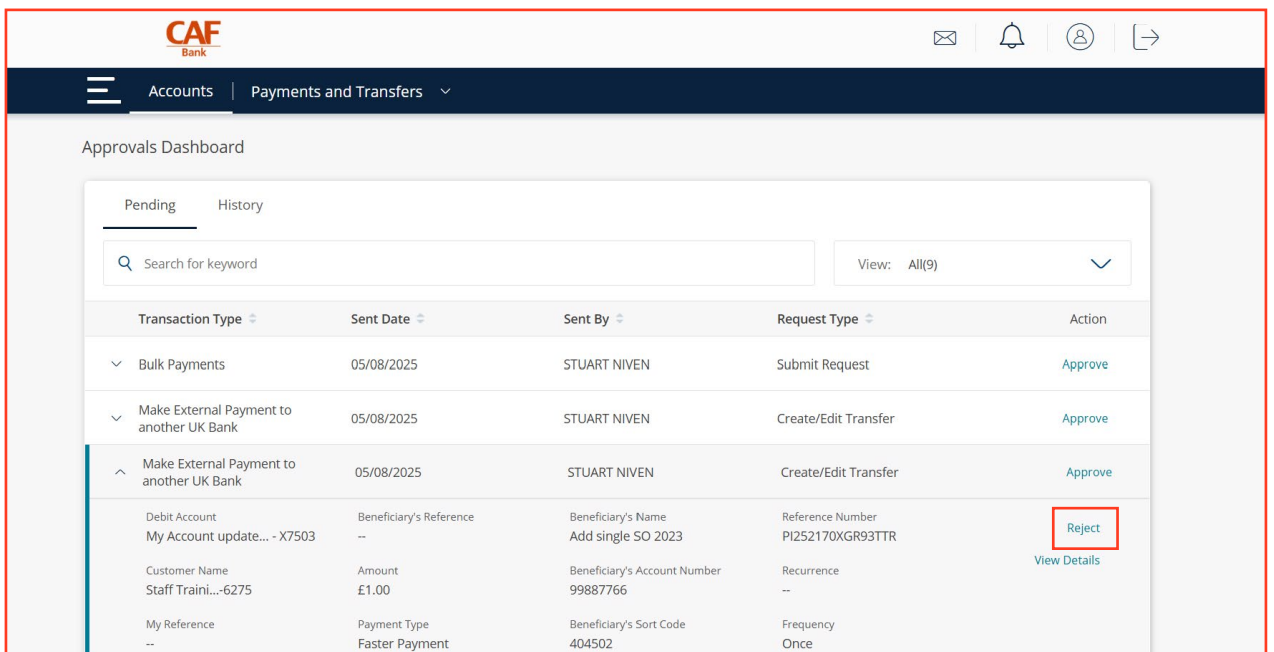 CAF
Bank
Accounts
Payments and Transfers
Approvals Dashboard
Pending
History
Search for keyword
View: All(9)
Transaction Type
Sent Date
Sent By
Request Type
Action
Bulk Payments
05/08/2025
STUART NIVEN
Submit Request
Approve
Make External Payment to
another UK Bank
05/08/2025
STUART NIVEN
Create/Edit Transfer
Approve
Make External Payment to
another UK Bank
05/08/2025
STUART NIVEN
Create/Edit Transfer
Approve
Debit Account
My Account update... - X7503
Beneficiary's Reference
--
Beneficiary's Name
Add single SO 2023
Reference Number
PI252170XGR93TTR
Reject
View Details
Customer Name
Staff Traini...-6275
Amount
£1.00
Beneficiary's Account Number
99887766
Recurrence
--
My Reference
--
Payment Type
Faster Payment
Beneficiary's Sort Code
404502
Frequency
Once